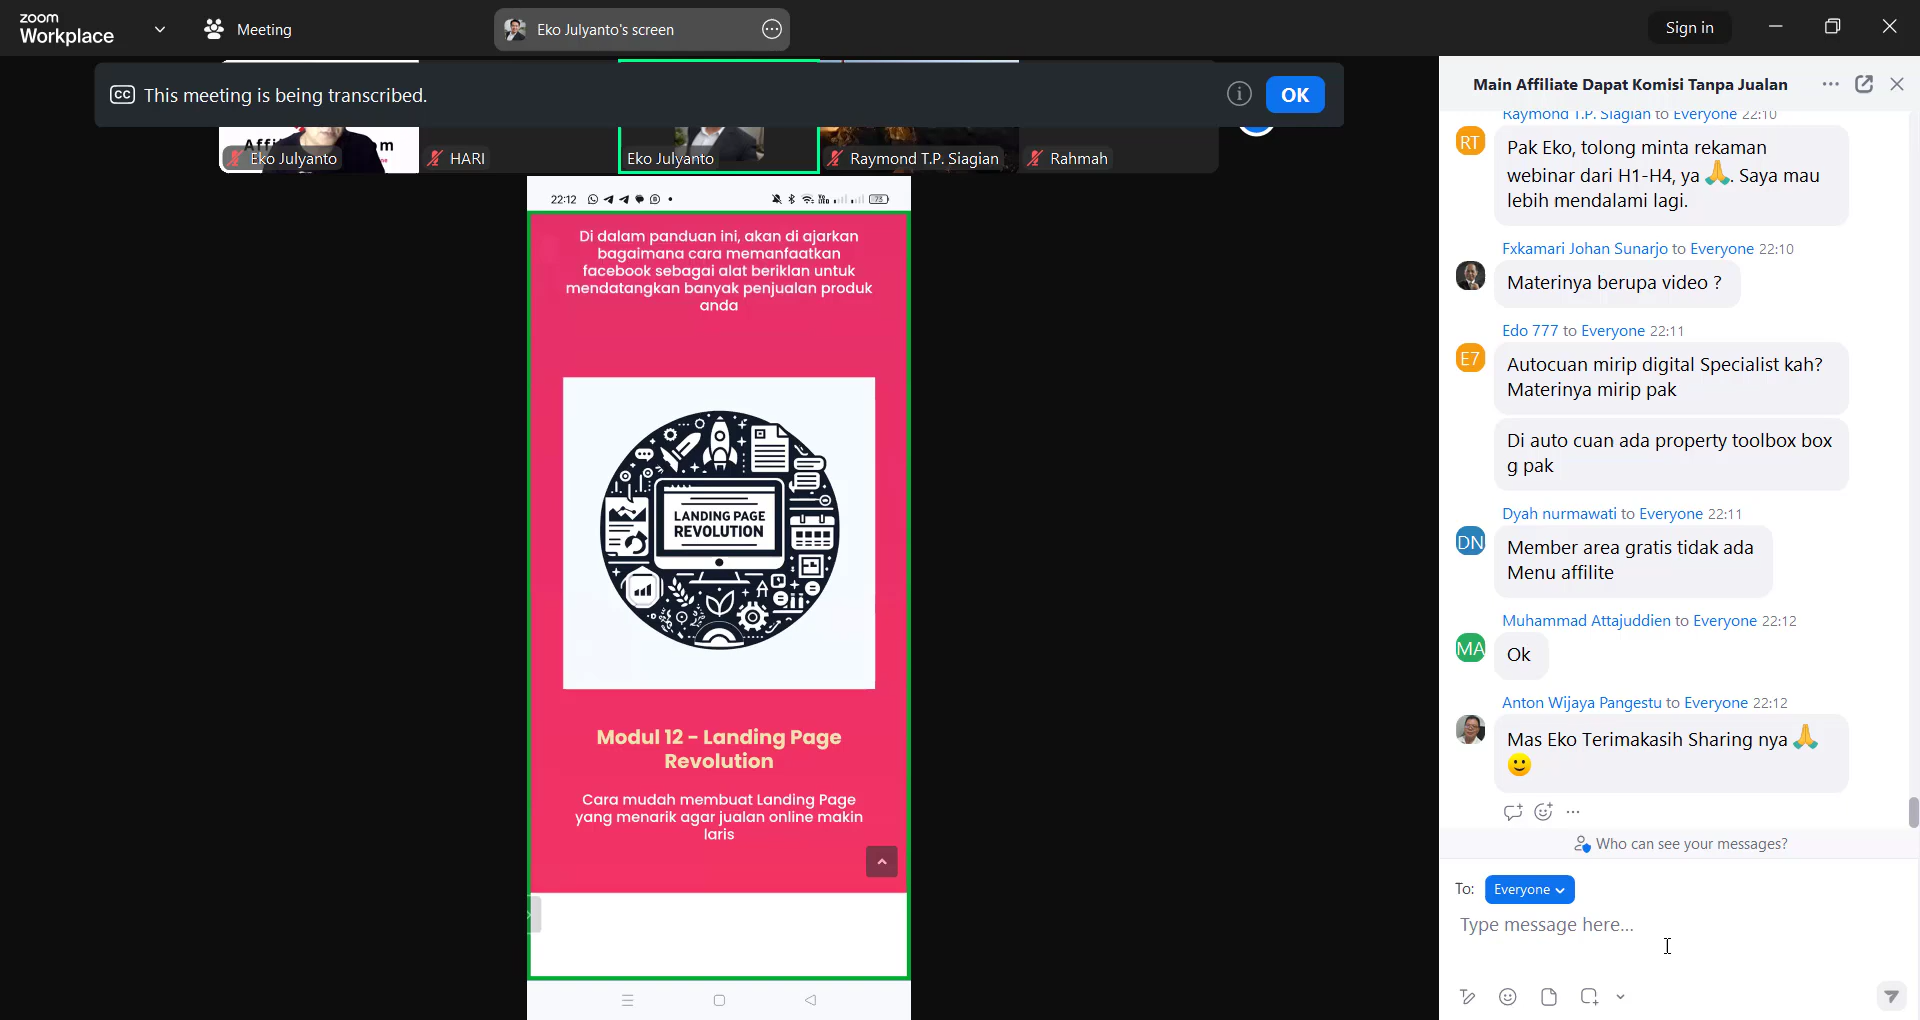 zoom
Workplace
Meeting
Eko Julyanto's screen
Sign in
CC This meeting is being transcribed.
OK
Eko Julyanto
HARI
Eko Julyanto
Raymond T.P. Siagian
Rahmah
22:12
73
Di dalam panduan ini, akan di ajarkan
bagaimana cara memanfaatkan
facebook sebagai alat beriklan untuk
mendatangkan banyak penjualan produk
anda
LANDING PAGE
REVOLUTION
Modul 12 - Landing Page
Revolution
Cara mudah membuat Landing Page
yang menarik agar jualan online makin
laris
Main Affiliate Dapat Komisi Tanpa Jualan
Raymond T.P. Siagian to Everyone 22:10
RT
Pak Eko, tolong minta rekaman
webinar dari H1-H4, ya 🙏. Saya mau
lebih mendalami lagi.
Fxkamari Johan Sunarjo to Everyone 22:10
Materinya berupa video ?
Edo 777 to Everyone 22:11
E7
Autocuan mirip digital Specialist kah?
Materinya mirip pak
Di auto cuan ada property toolbox box
g pak
Dyah nurmawati to Everyone 22:11
DN
Member area gratis tidak ada
Menu affilite
Muhammad Attajuddien to Everyone 22:12
MA
Ok
Anton Wijaya Pangestu to Everyone 22:12
Mas Eko Terimakasih Sharing nya 🙏
🙂
Who can see your messages?
To: Everyone
Type message here...